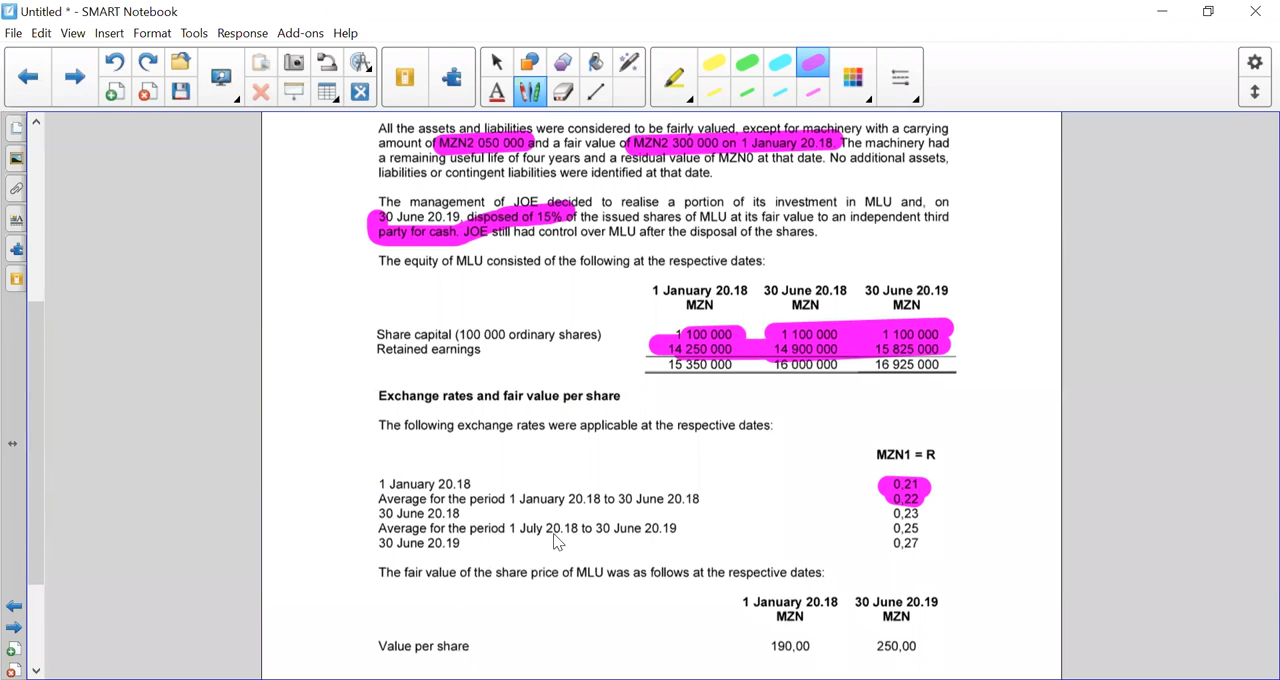 Untitled * - SMART Notebook
File Edit View Insert Format Tools Response Add-ons Help
All the assets and liabilities were considered to be fairly valued, except for machinery with a carrying
amount of MZN2 050 000 and a fair value of MZN2 300 000 on 1 January 20.18. The machinery had
a remaining useful life of four years and a residual value of MZN0 at that date. No additional assets,
liabilities or contingent liabilities were identified at that date.
The management of JOE decided to realise a portion of its investment in MLU and, on
30 June 20.19, disposed of 15% of the issued shares of MLU at its fair value to an independent third
party for cash. JOE still had control over MLU after the disposal of the shares.
The equity of MLU consisted of the following at the respective dates:
1 January 20.18 30 June 20.18 30 June 20.19
MZN MZN MZN
Share capital (100 000 ordinary shares) 1 100 000 1 100 000 1 100 000
Retained earnings 14 250 000 14 900 000 15 825 000
15 350 000 16 000 000 16 925 000
Exchange rates and fair value per share
The following exchange rates were applicable at the respective dates:
MZN1 = R
1 January 20.18 0,21
Average for the period 1 January 20.18 to 30 June 20.18 0,22
30 June 20.18 0,23
Average for the period 1 July 20.18 to 30 June 20.19 0,25
30 June 20.19 0,27
The fair value of the share price of MLU was as follows at the respective dates:
1 January 20.18 30 June 20.19
MZN MZN
Value per share 190,00 250,00